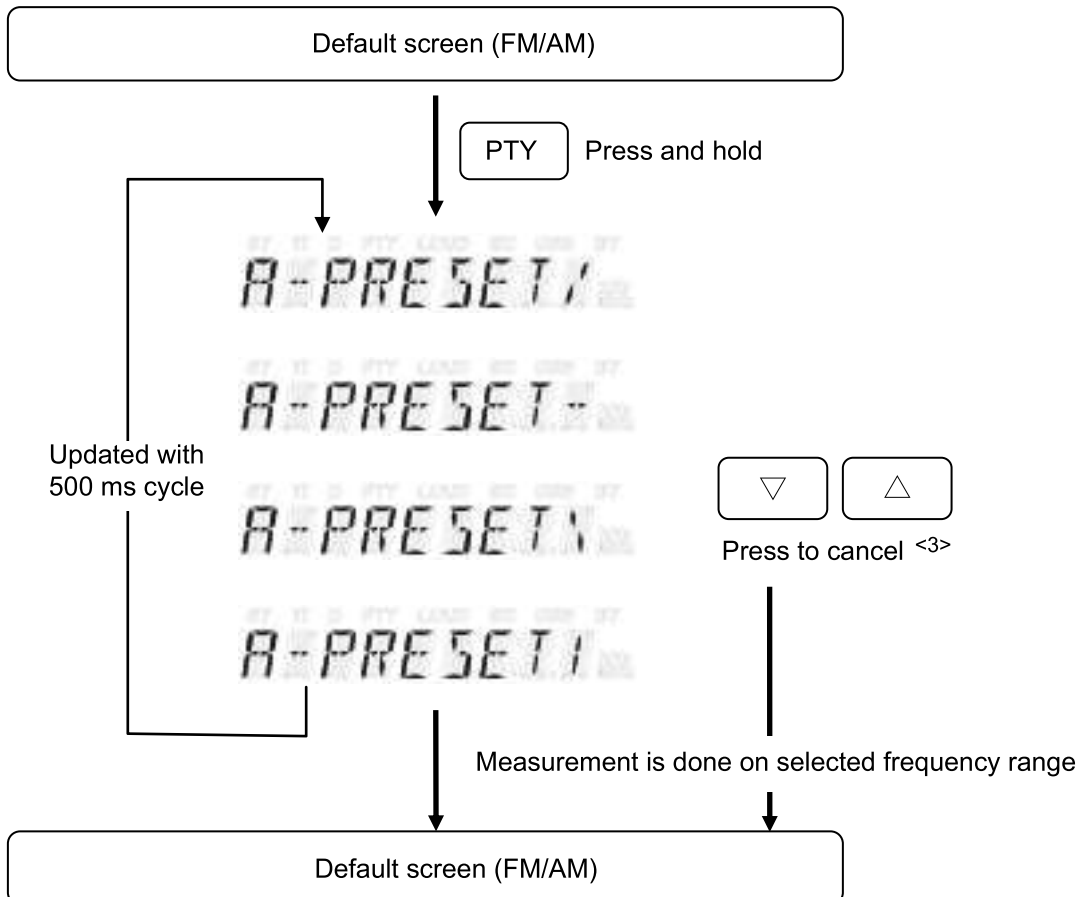 Default screen (FM/AM)
PTY Press and hold
A-PRESET/
A-PRESET-
Updated with
500 ms cycle
▽ △
A-PRESET\
Press to cancel <3>
A-PRESET|
Measurement is done on selected frequency range
Default screen (FM/AM)